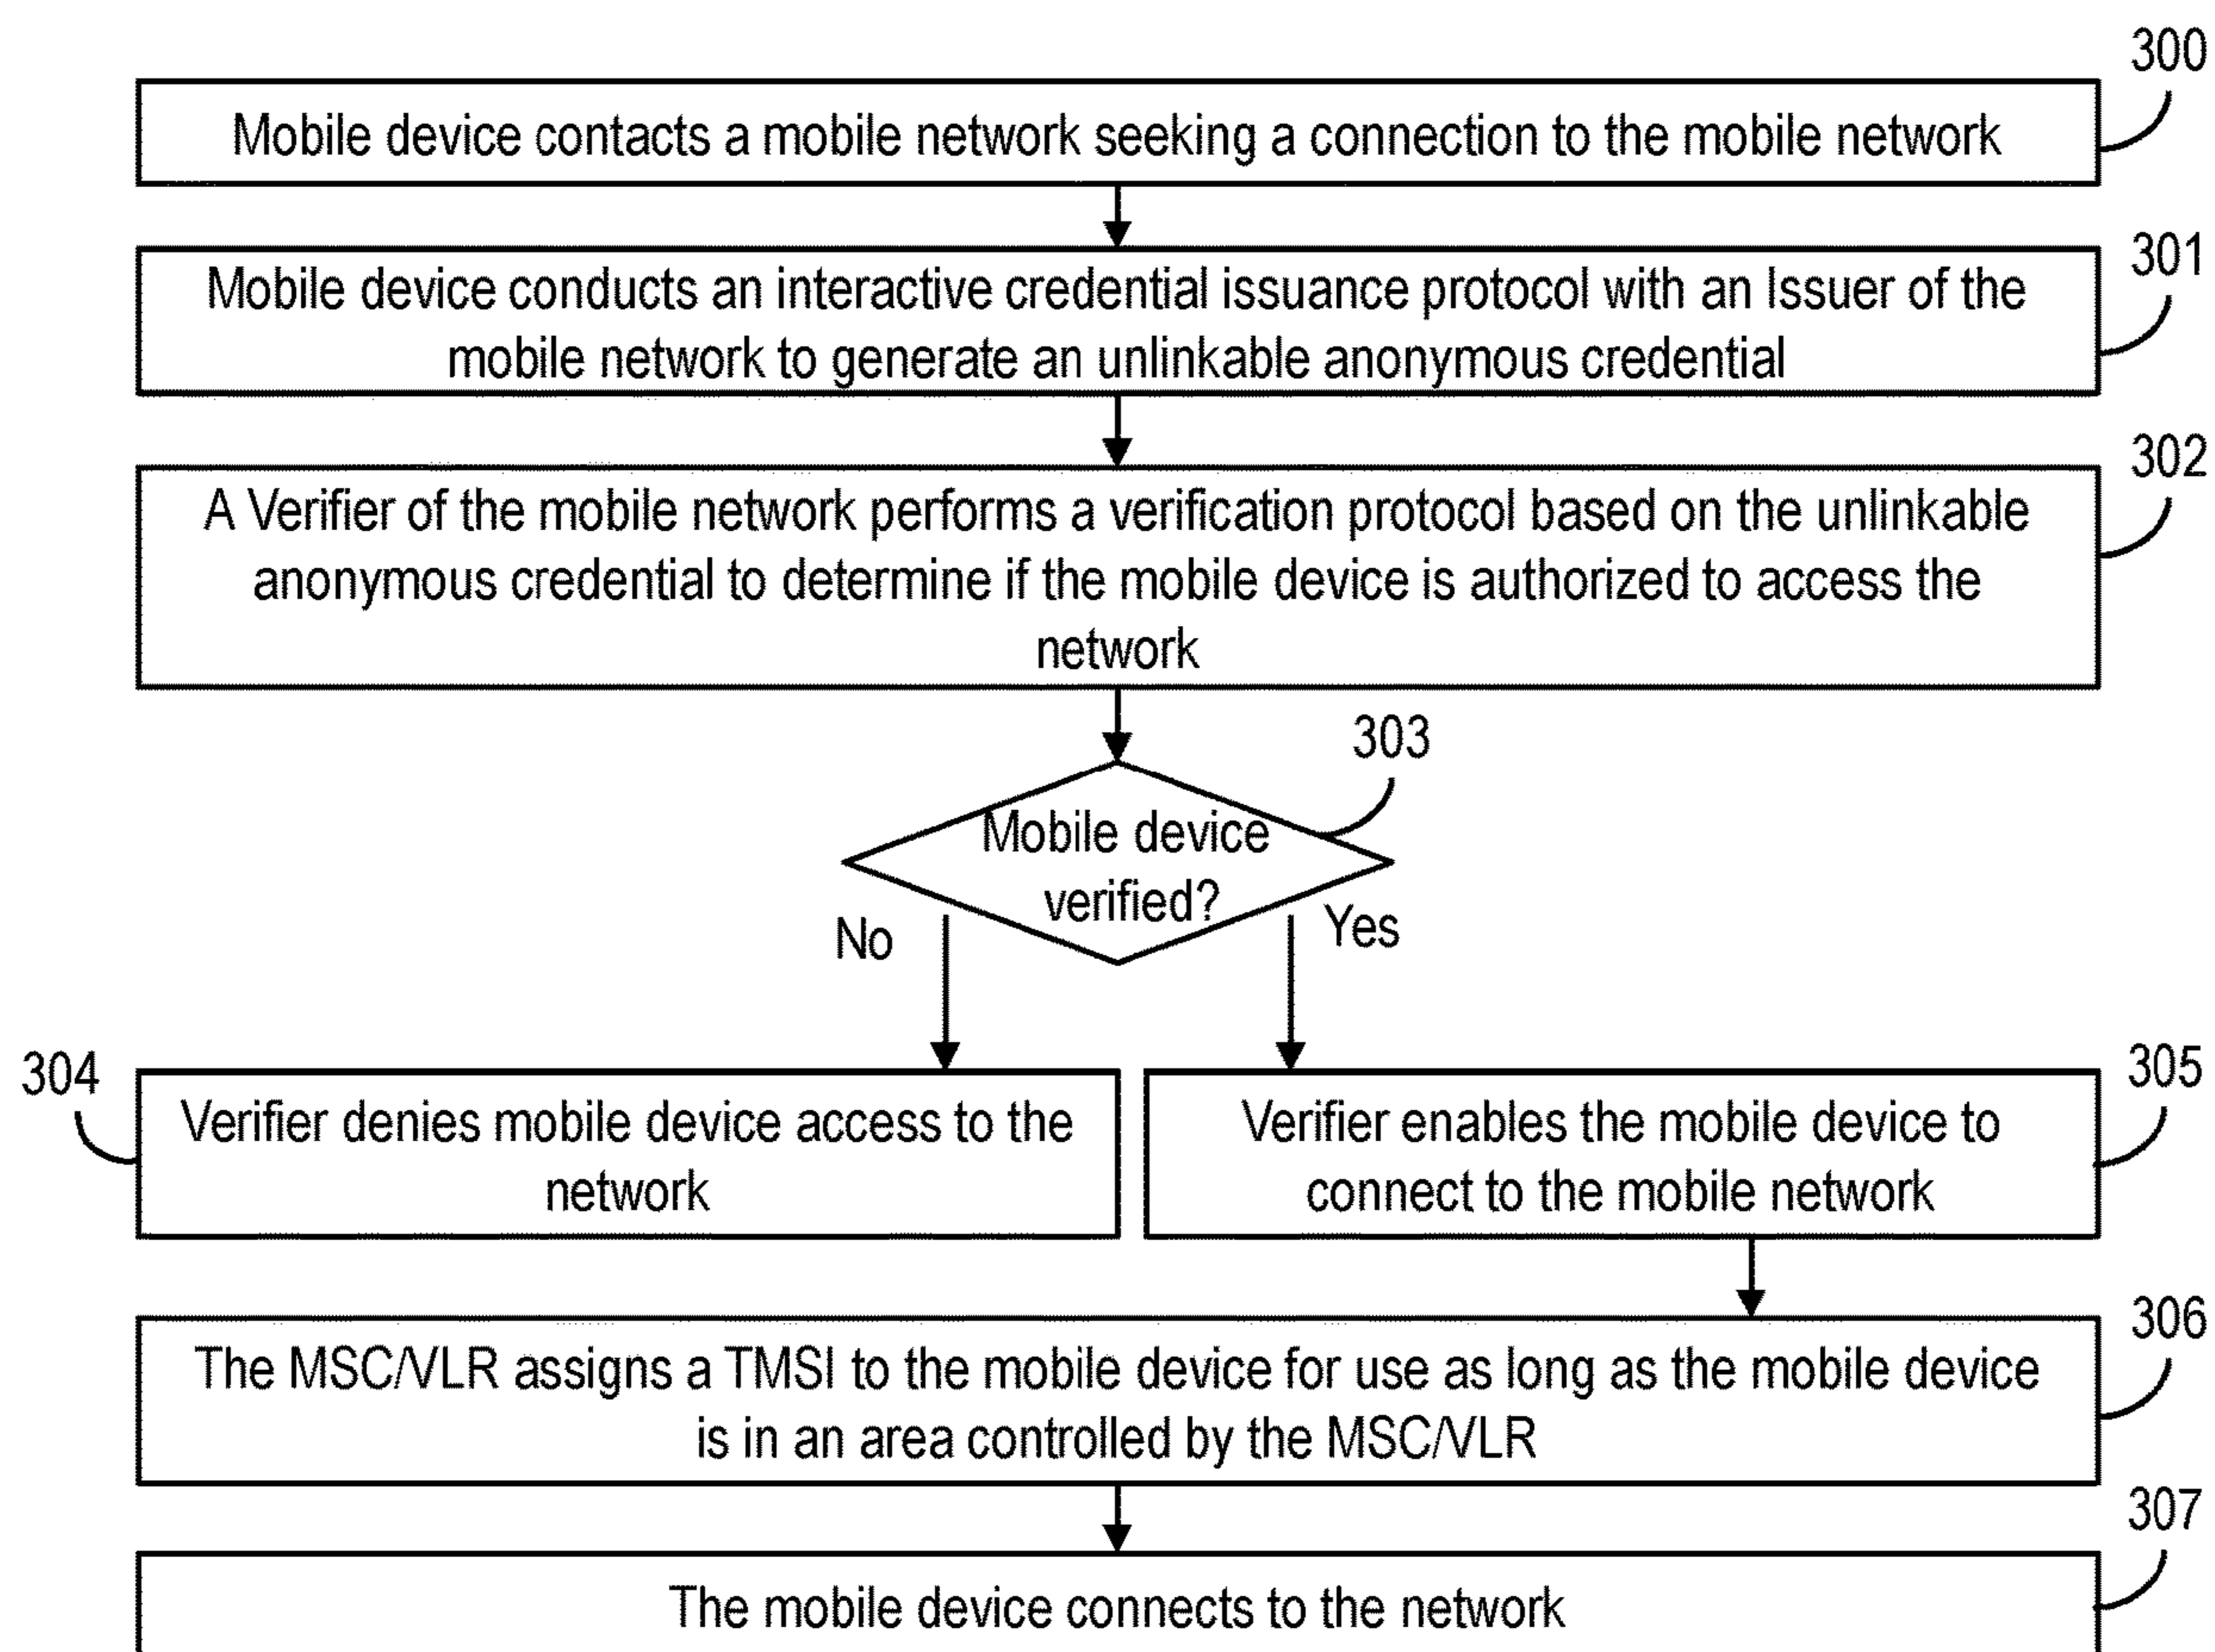 300
Mobile device contacts a mobile network seeking a connection to the mobile network
301
Mobile device conducts an interactive credential issuance protocol with an Issuer of the
mobile network to generate an unlinkable anonymous credential
302
A Verifier of the mobile network performs a verification protocol based on the unlinkable
anonymous credential to determine if the mobile device is authorized to access the
network
303
Mobile device
verified?
No
Yes
304
Verifier denies mobile device access to the
network
305
Verifier enables the mobile device to
connect to the mobile network
306
The MSC/VLR assigns a TMSI to the mobile device for use as long as the mobile device
is in an area controlled by the MSC/VLR
307
The mobile device connects to the network